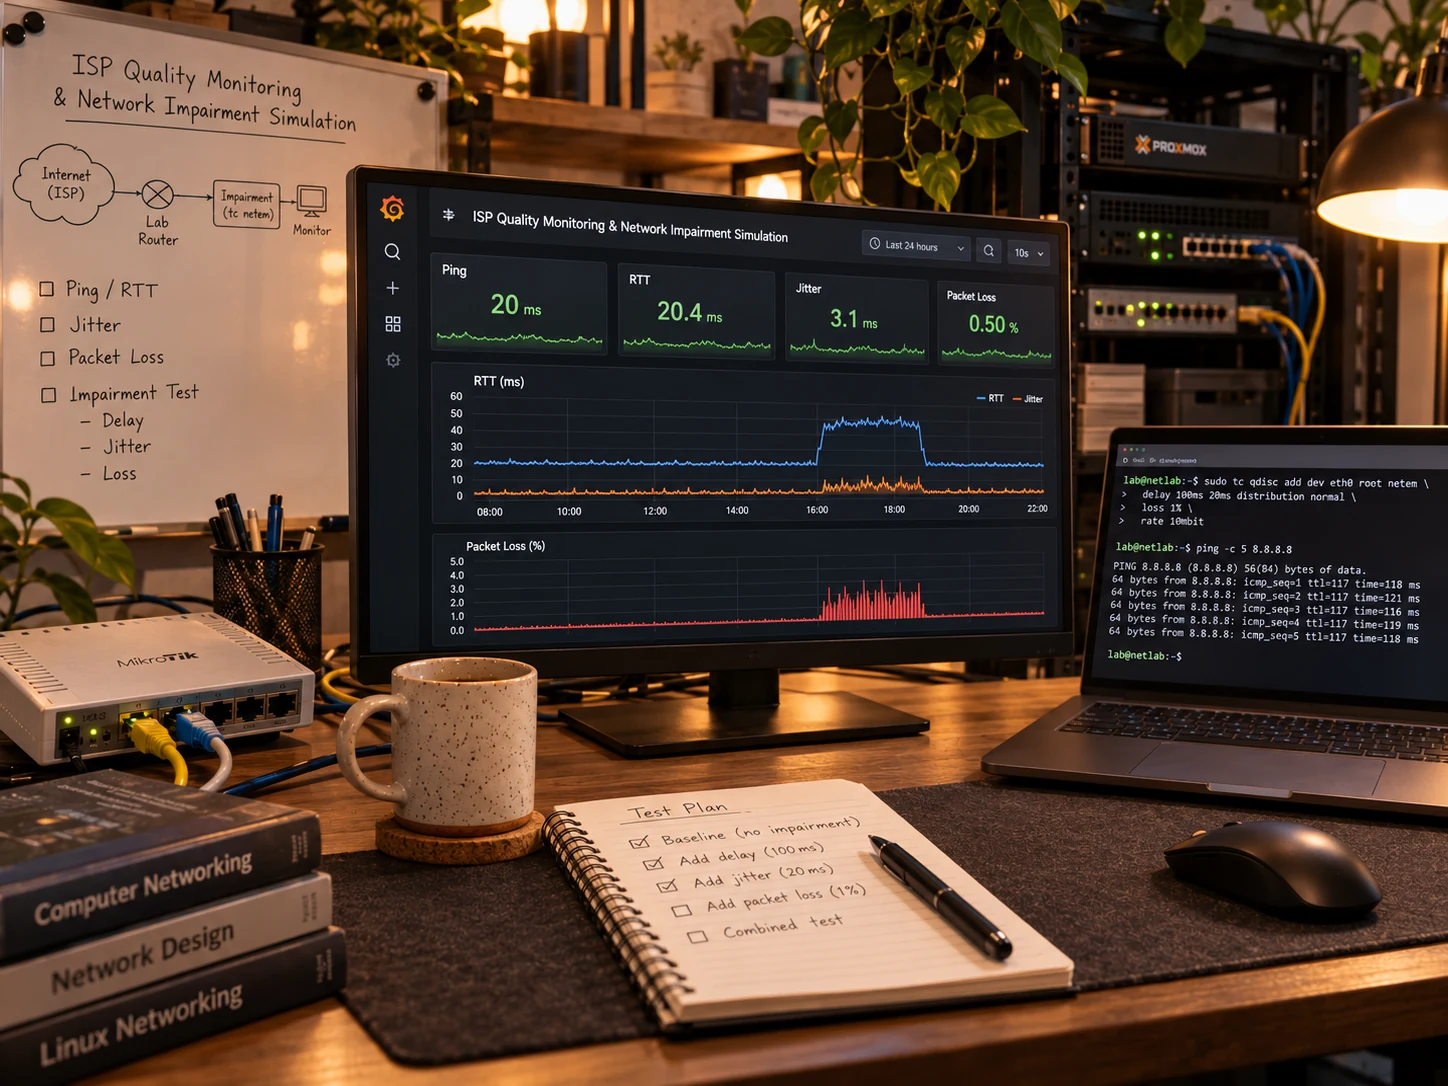 ISP Quality Monitoring
& Network Impairment Simulation
Internet
(ISP)
Lab
Router
Impairment
(tc netem)
Monitor
Ping / RTT
Jitter
Packet Loss
Impairment Test
– Delay
– Jitter
– Loss
ISP Quality Monitoring & Network Impairment Simulation
Last 24 hours
10s
Ping
20 ms
RTT
20.4 ms
Jitter
3.1 ms
Packet Loss
0.50 %
RTT (ms)
RTT
Jitter
60
50
40
30
20
10
0
08:00 10:00 12:00 14:00 16:00 18:00 20:00 22:00
Packet Loss (%)
5.0
4.0
3.0
2.0
1.0
0.0
PROXMOX
lab@netlab:~$ sudo tc qdisc add dev eth0 root netem \
> delay 100ms 20ms distribution normal \
> loss 1% \
> rate 10mbit
lab@netlab:~$ ping -c 5 8.8.8.8
PING 8.8.8.8 (8.8.8.8) 56(84) bytes of data.
64 bytes from 8.8.8.8: icmp_seq=1 ttl=117 time=118 ms
64 bytes from 8.8.8.8: icmp_seq=2 ttl=117 time=121 ms
64 bytes from 8.8.8.8: icmp_seq=3 ttl=117 time=116 ms
64 bytes from 8.8.8.8: icmp_seq=4 ttl=117 time=119 ms
64 bytes from 8.8.8.8: icmp_seq=5 ttl=117 time=118 ms
lab@netlab:~$
MikroTik
Computer Networking
Network Design
Linux Networking
Test Plan
Baseline (no impairment)
Add delay (100 ms)
Add jitter (20 ms)
Add packet loss (1%)
Combined test